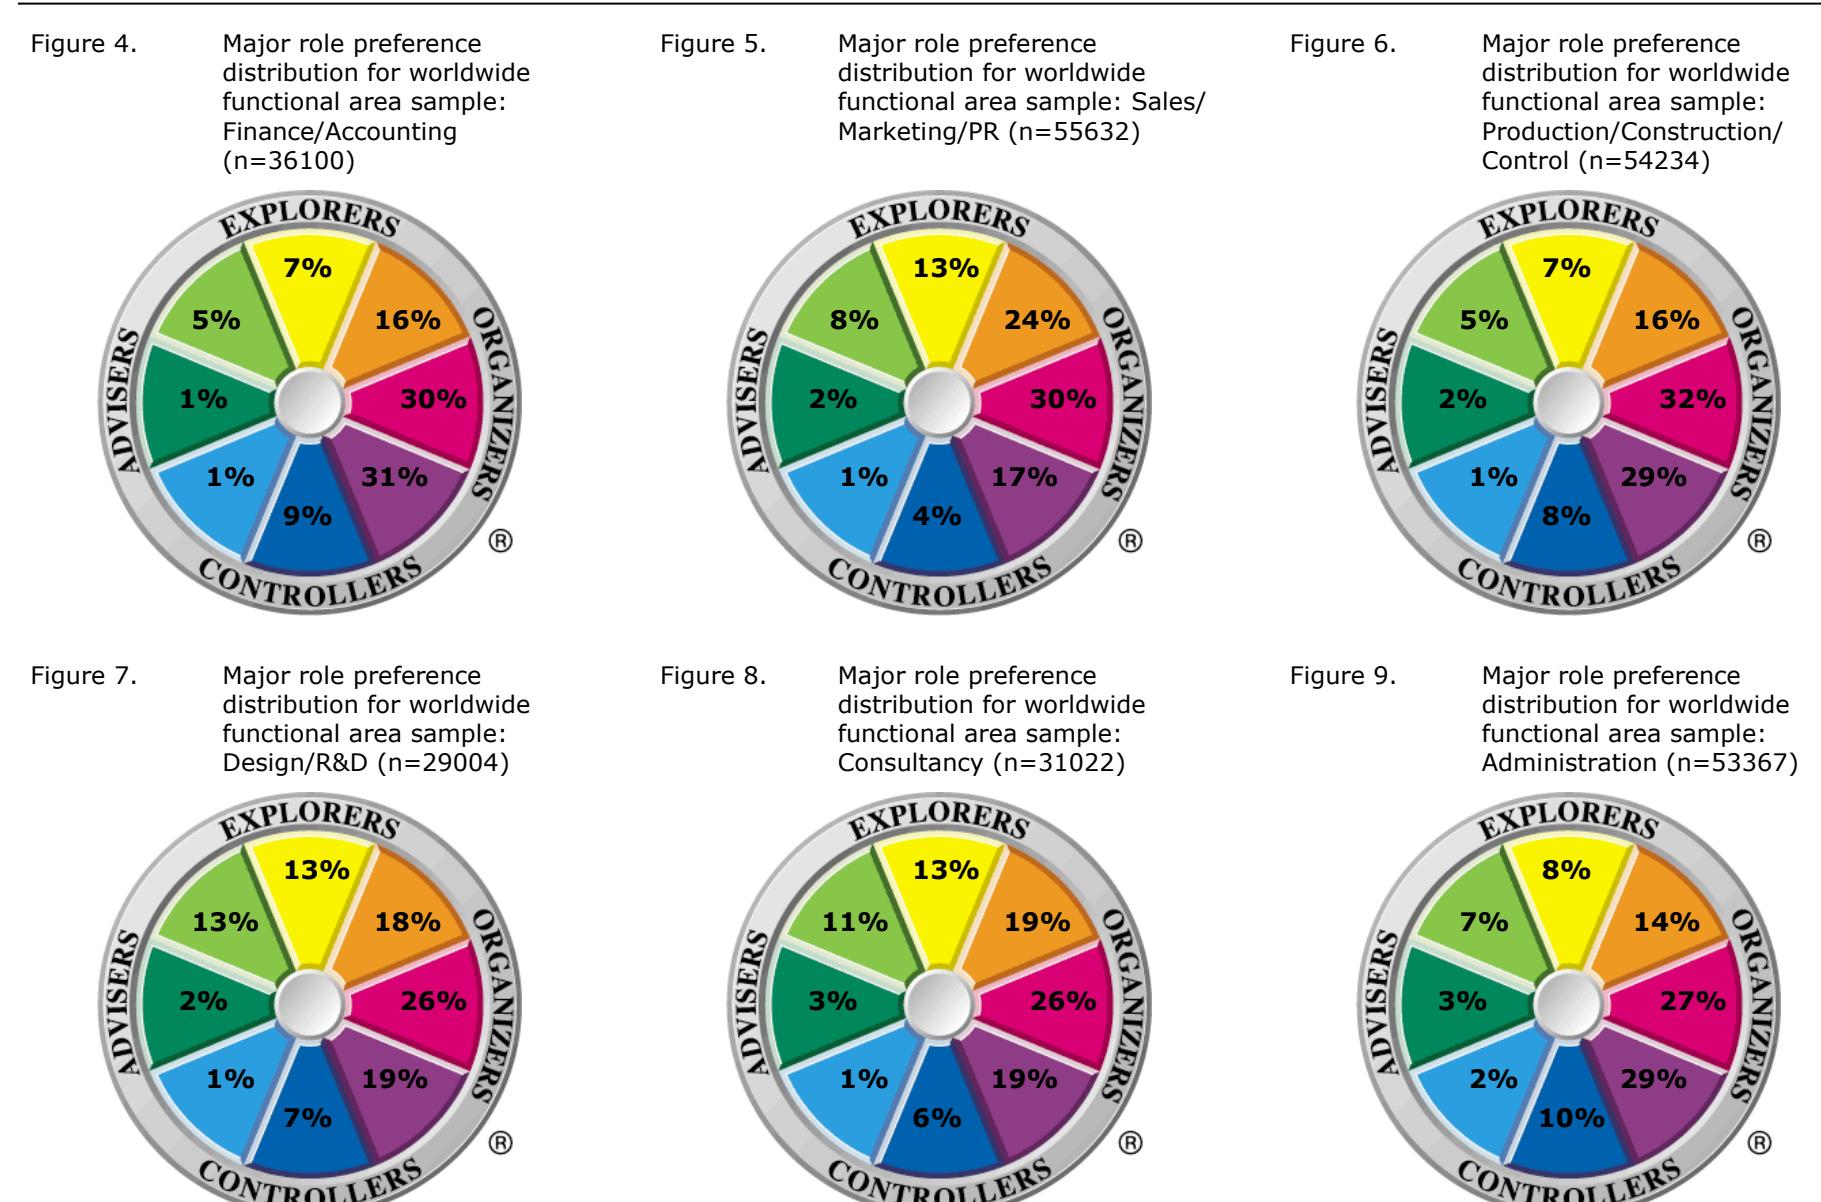 Figure 4.
Major role preference
distribution for worldwide
functional area sample:
Finance/Accounting
(n=36100)
EXPLORERS
7%
5%
16%
ADVISERS
ORGANIZERS
1%
30%
1%
31%
9%
CONTROLLERS
®
Figure 5.
Major role preference
distribution for worldwide
functional area sample: Sales/
Marketing/PR (n=55632)
EXPLORERS
13%
8%
24%
ADVISERS
ORGANIZERS
2%
30%
1%
17%
4%
CONTROLLERS
®
Figure 6.
Major role preference
distribution for worldwide
functional area sample:
Production/Construction/
Control (n=54234)
EXPLORERS
7%
5%
16%
ADVISERS
ORGANIZERS
2%
32%
1%
29%
8%
CONTROLLERS
®
Figure 7.
Major role preference
distribution for worldwide
functional area sample:
Design/R&D (n=29004)
EXPLORERS
13%
13%
18%
ADVISERS
ORGANIZERS
2%
26%
1%
19%
7%
CONTROLLERS
®
Figure 8.
Major role preference
distribution for worldwide
functional area sample:
Consultancy (n=31022)
EXPLORERS
13%
11%
19%
ADVISERS
ORGANIZERS
3%
26%
1%
19%
6%
CONTROLLERS
®
Figure 9.
Major role preference
distribution for worldwide
functional area sample:
Administration (n=53367)
EXPLORERS
8%
7%
14%
ADVISERS
ORGANIZERS
3%
27%
2%
29%
10%
CONTROLLERS
®